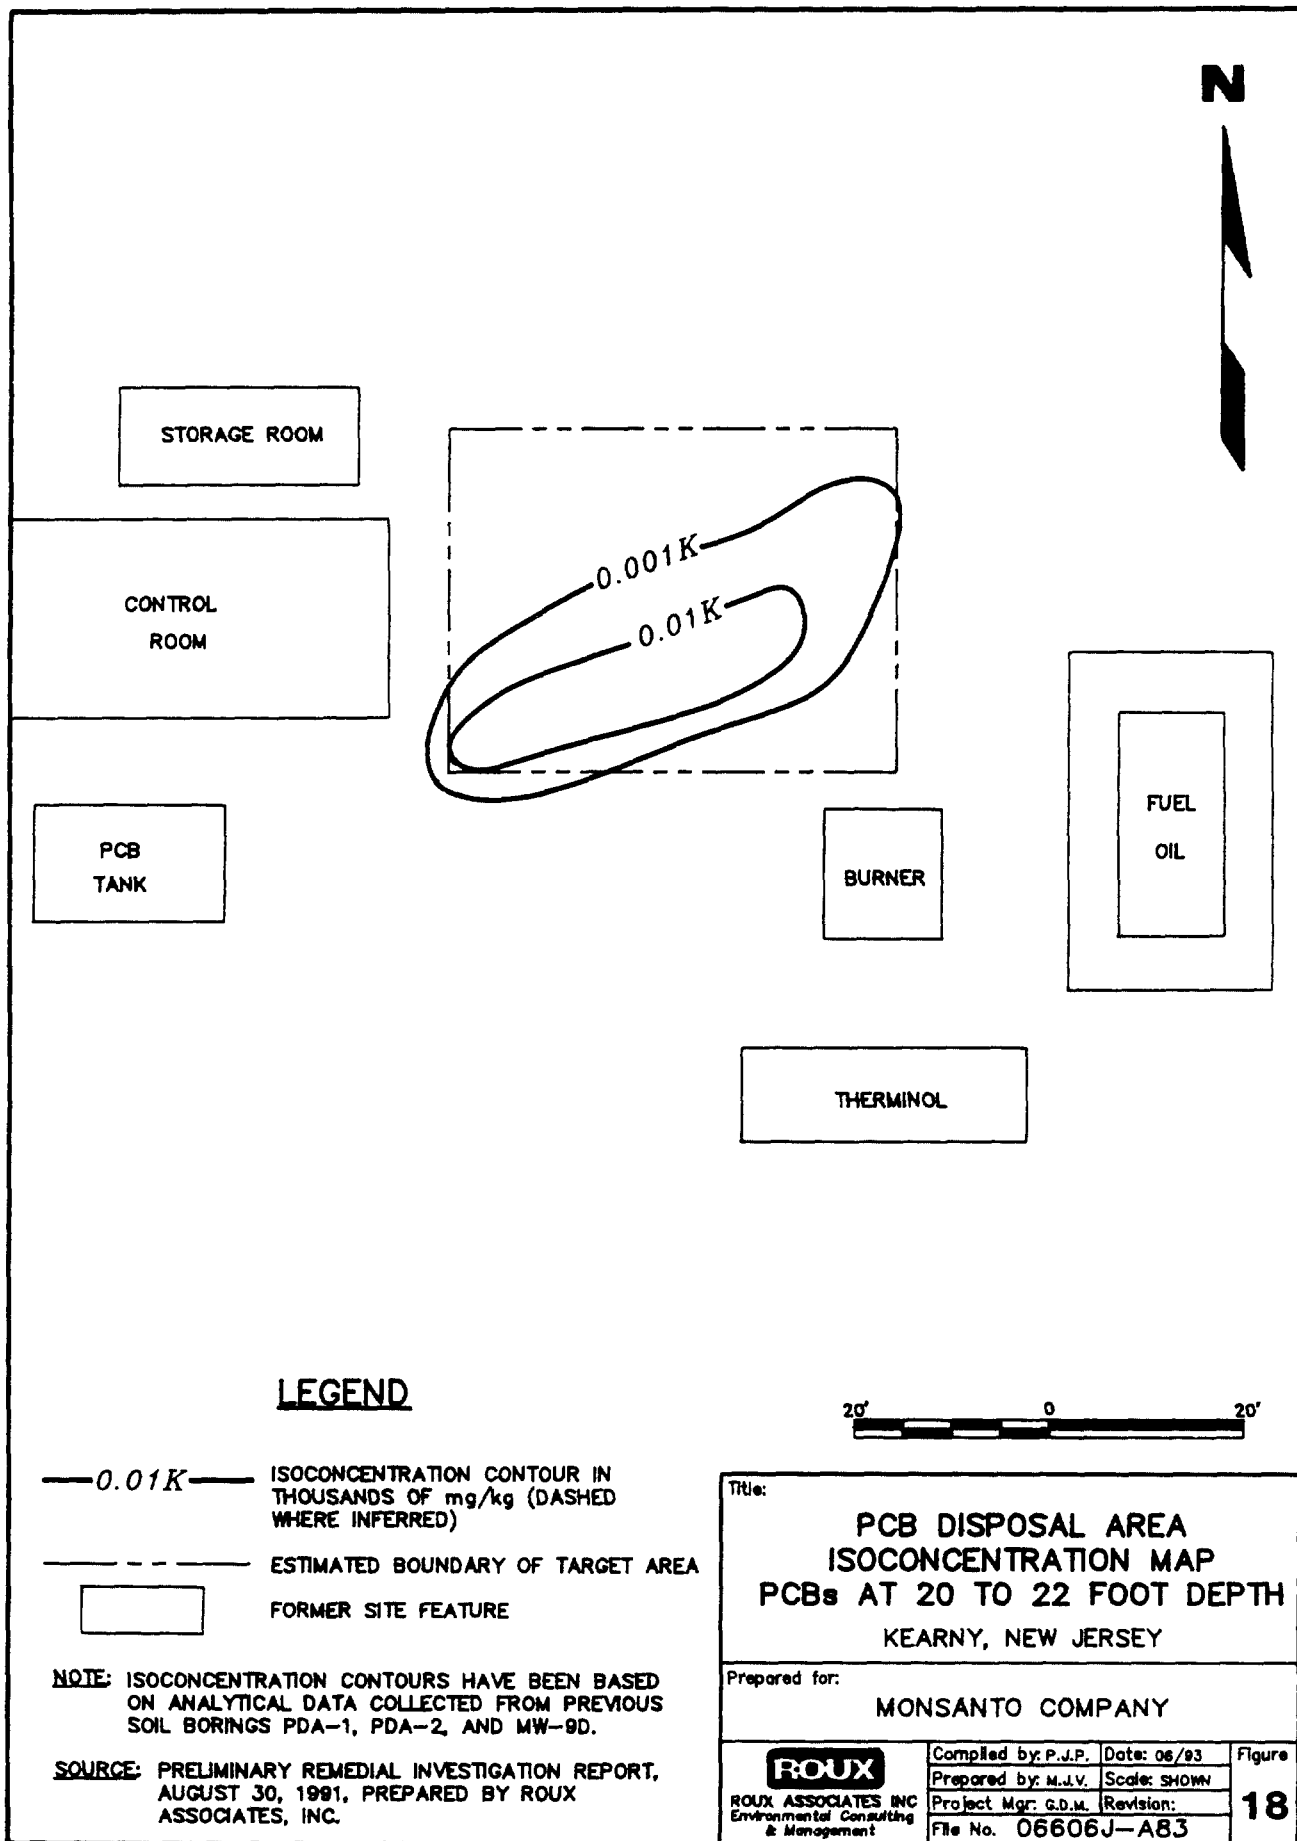 N
STORAGE ROOM
CONTROL
ROOM
0.001K
0.01K
PCB
TANK
BURNER
FUEL
OIL
THERMINOL
LEGEND
20' 0 20'
0.01K
ISOCONCENTRATION CONTOUR IN
THOUSANDS OF mg/kg (DASHED
WHERE INFERRED)
ESTIMATED BOUNDARY OF TARGET AREA
FORMER SITE FEATURE
NOTE: ISOCONCENTRATION CONTOURS HAVE BEEN BASED
ON ANALYTICAL DATA COLLECTED FROM PREVIOUS
SOIL BORINGS PDA-1, PDA-2, AND MW-9D.
SOURCE: PRELIMINARY REMEDIAL INVESTIGATION REPORT,
AUGUST 30, 1991, PREPARED BY ROUX
ASSOCIATES, INC.
Title:
PCB DISPOSAL AREA
ISOCONCENTRATION MAP
PCBs AT 20 TO 22 FOOT DEPTH
KEARNY, NEW JERSEY
Prepared for:
MONSANTO COMPANY
ROUX
ROUX ASSOCIATES INC
Environmental Consulting
& Management
Compiled by: P.J.P. Date: 06/93
Prepared by: M.J.V. Scale: SHOWN
Project Mgr: G.D.M. Revision:
File No. 06606J-A83
Figure
18